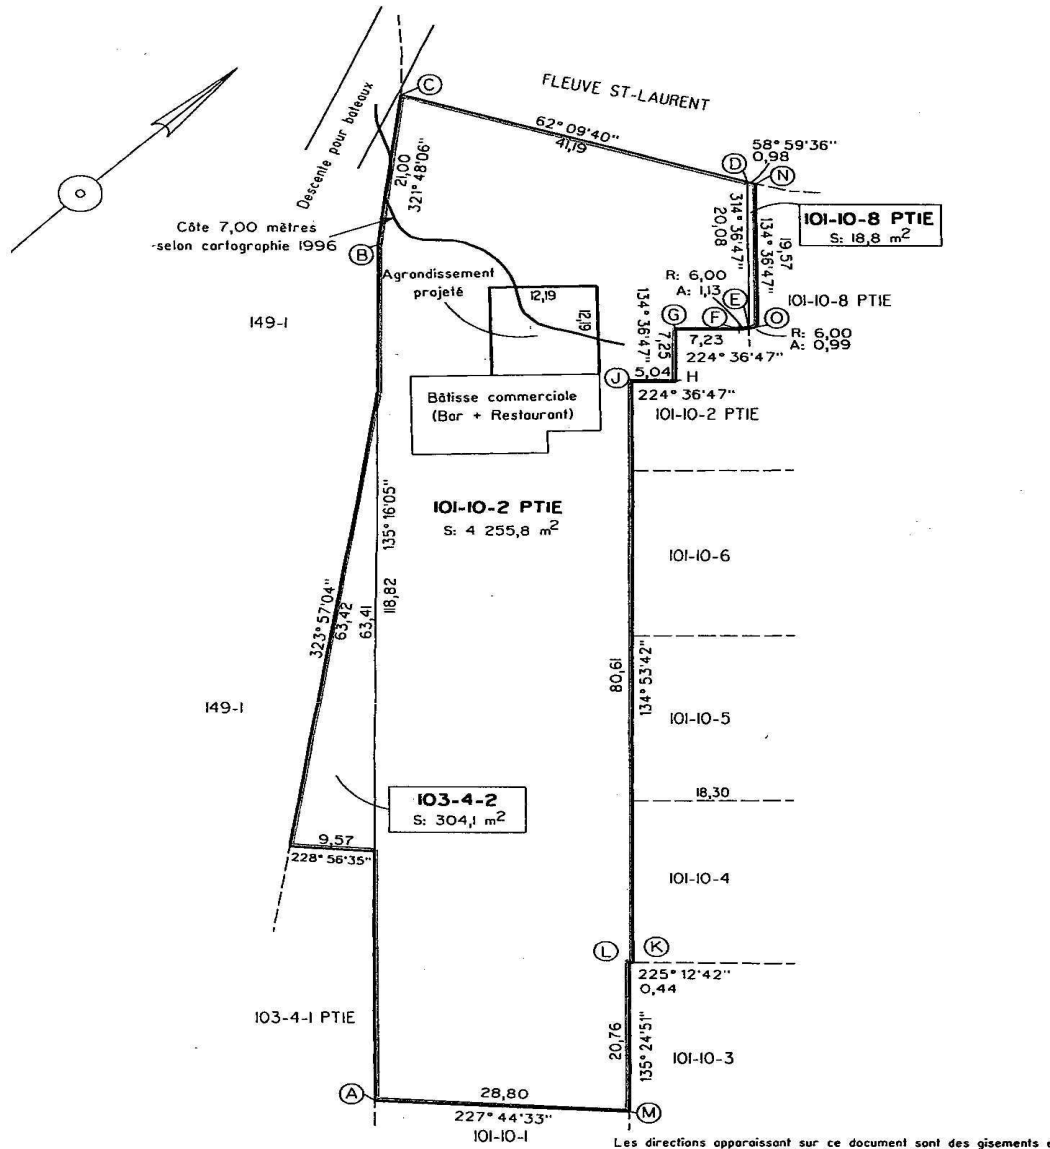 C
FLEUVE ST-LAURENT
Descente pour bateaux
62° 09'40"
41,19
58° 59'36"
0,98
D
N
21,00
321° 48'06"
314° 36'47"
20,08
134° 36'47"
19,57
101-10-8 PTIE
S: 18,8 m²
Côte 7,00 mètres
selon cartographie 1996
B
Agrandissement
projeté
12,19
12,19
R: 6,00
A: 1,13
E
101-10-8 PTIE
149-1
134° 36'47"
7,25
G
F
O
7,23
R: 6,00
A: 0,99
224° 36'47"
5,04
J
H
224° 36'47"
Bâtisse commerciale
(Bar + Restaurant)
101-10-2 PTIE
101-10-2 PTIE
S: 4 255,8 m²
135° 16'05"
118,82
101-10-6
323° 57'04"
63,42
63,41
80,61
134° 53'42"
149-1
101-10-5
18,30
103-4-2
S: 304,1 m²
9,57
228° 56'35"
101-10-4
L
K
225° 12'42"
0,44
103-4-1 PTIE
20,76
135° 24'51"
101-10-3
A
28,80
227° 44'33"
M
101-10-1
Les directions apparaissant sur ce document sont des gisements